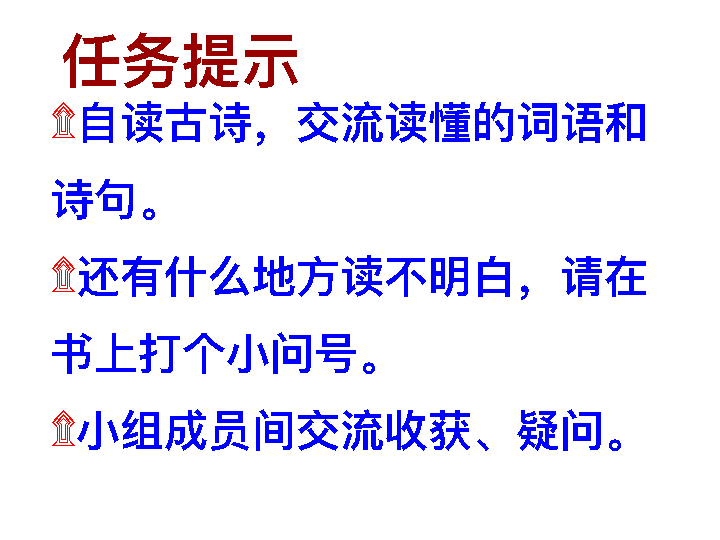 任务提示
۩自读古诗，交流读懂的词语和
诗句。
۩还有什么地方读不明白，请在
书上打个小问号。
۩小组成员间交流收获、疑问。